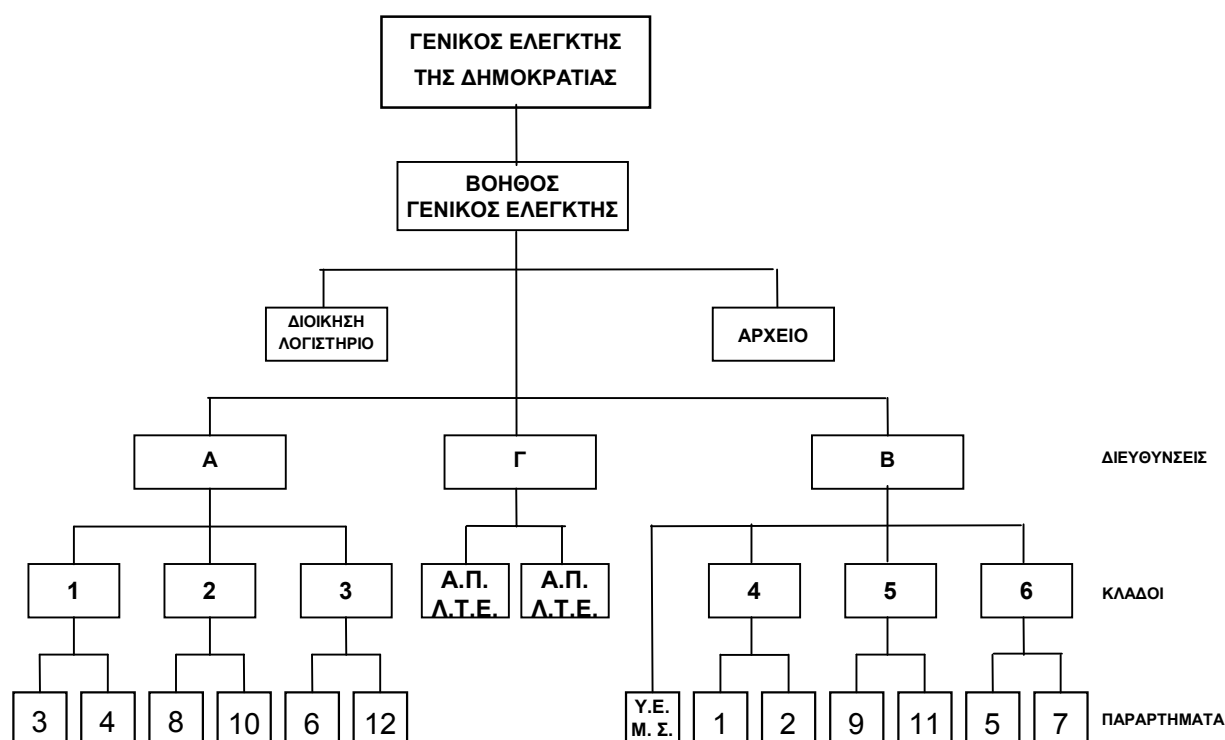 ΓΕΝΙΚΟΣ ΕΛΕΓΚΤΗΣ
ΤΗΣ ΔΗΜΟΚΡΑΤΙΑΣ
ΒΟΗΘΟΣ
ΓΕΝΙΚΟΣ ΕΛΕΓΚΤΗΣ
ΔΙΟΙΚΗΣΗ
ΛΟΓΙΣΤΗΡΙΟ
ΑΡΧΕΙΟ
Α Γ Β ΔΙΕΥΘΥΝΣΕΙΣ
1 2 3 Α.Π. Α.Π. 4 5 6 ΚΛΑΔΟΙ
Λ.Τ.Ε. Λ.Τ.Ε.
3 4 8 10 6 12 Υ.Ε. 1 2 9 11 5 7 ΠΑΡΑΡΤΗΜΑΤΑ
Μ. Σ.